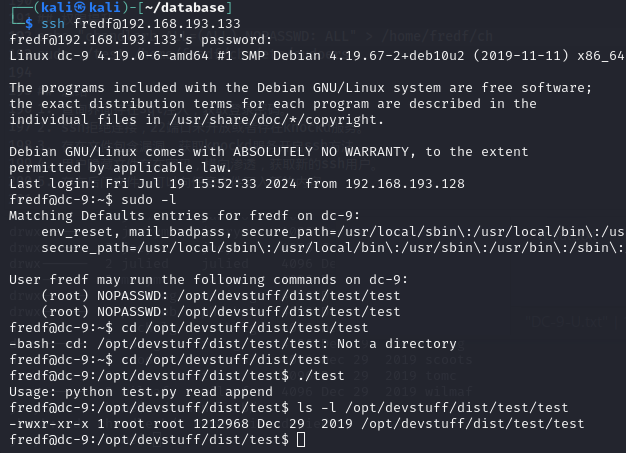 ┌──(kali㉿kali)-[~/database]
└─$ ssh fredf@192.168.193.133
fredf@192.168.193.133's password:
Linux dc-9 4.19.0-6-amd64 #1 SMP Debian 4.19.67-2+deb10u2 (2019-11-11) x86_64

The programs included with the Debian GNU/Linux system are free software;
the exact distribution terms for each program are described in the
individual files in /usr/share/doc/*/copyright.

Debian GNU/Linux comes with ABSOLUTELY NO WARRANTY, to the extent
permitted by applicable law.
Last login: Fri Jul 19 15:52:33 2024 from 192.168.193.128
fredf@dc-9:~$ sudo -l
Matching Defaults entries for fredf on dc-9:
    env_reset, mail_badpass, secure_path=/usr/local/sbin\:/usr/local/bin\:/us
    secure_path=/usr/local/sbin\:/usr/local/bin\:/usr/sbin\:/usr/bin\:/sbin\:

User fredf may run the following commands on dc-9:
    (root) NOPASSWD: /opt/devstuff/dist/test/test
    (root) NOPASSWD: /opt/devstuff/dist/test/test
fredf@dc-9:~$ cd /opt/devstuff/dist/test/test
-bash: cd: /opt/devstuff/dist/test/test: Not a directory
fredf@dc-9:~$ cd /opt/devstuff/dist/test
fredf@dc-9:/opt/devstuff/dist/test$ ./test
Usage: python test.py read append
fredf@dc-9:/opt/devstuff/dist/test$ ls -l /opt/devstuff/dist/test/test
-rwxr-xr-x 1 root root 1212968 Dec 29  2019 /opt/devstuff/dist/test/test
fredf@dc-9:/opt/devstuff/dist/test$